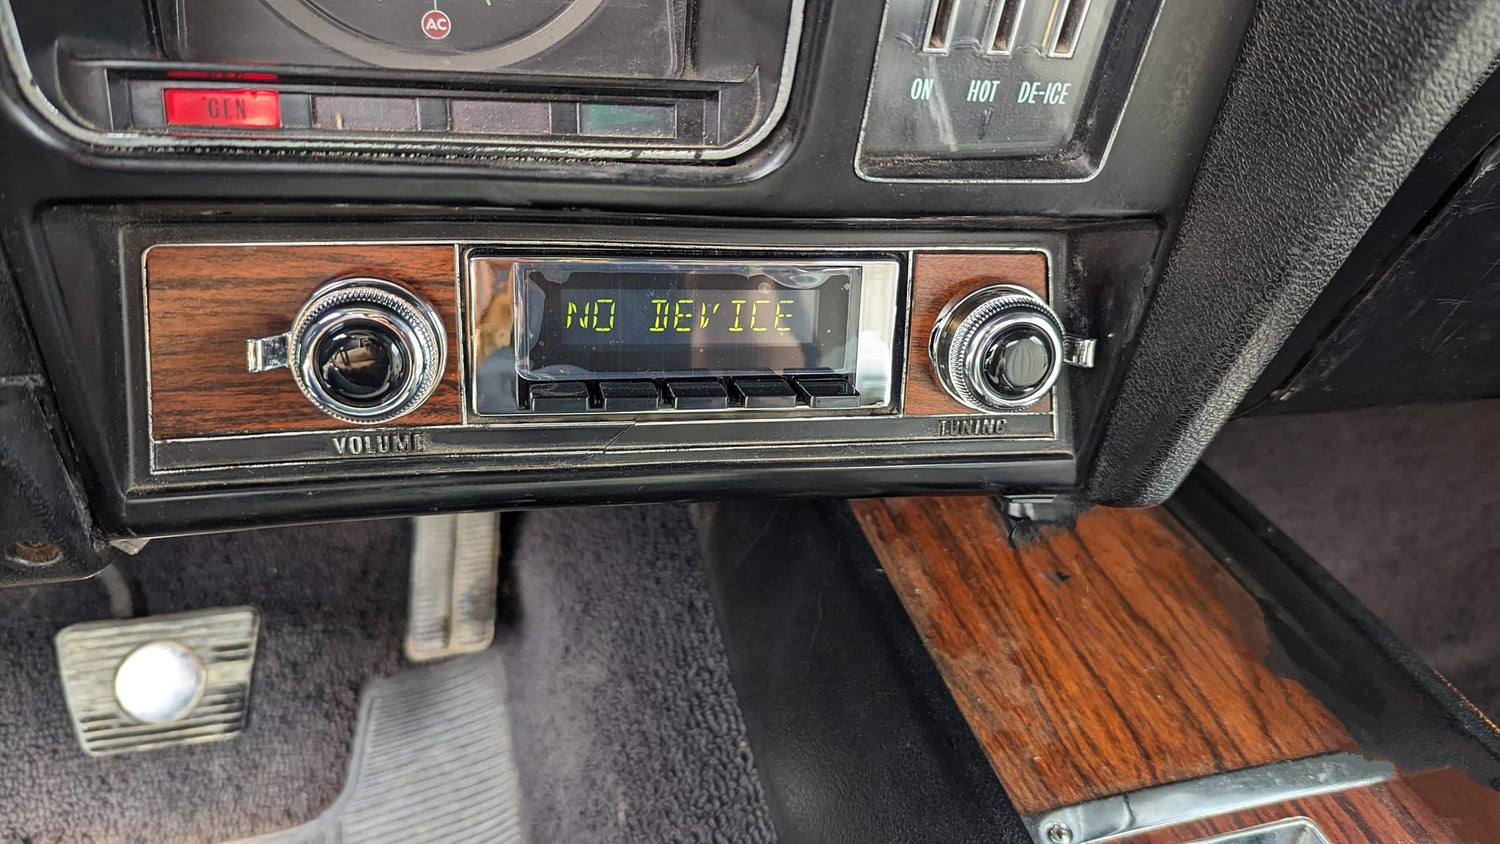 AC
GEN
ON HOT DE-ICE
NO DEVICE
VOLUME
TUNING